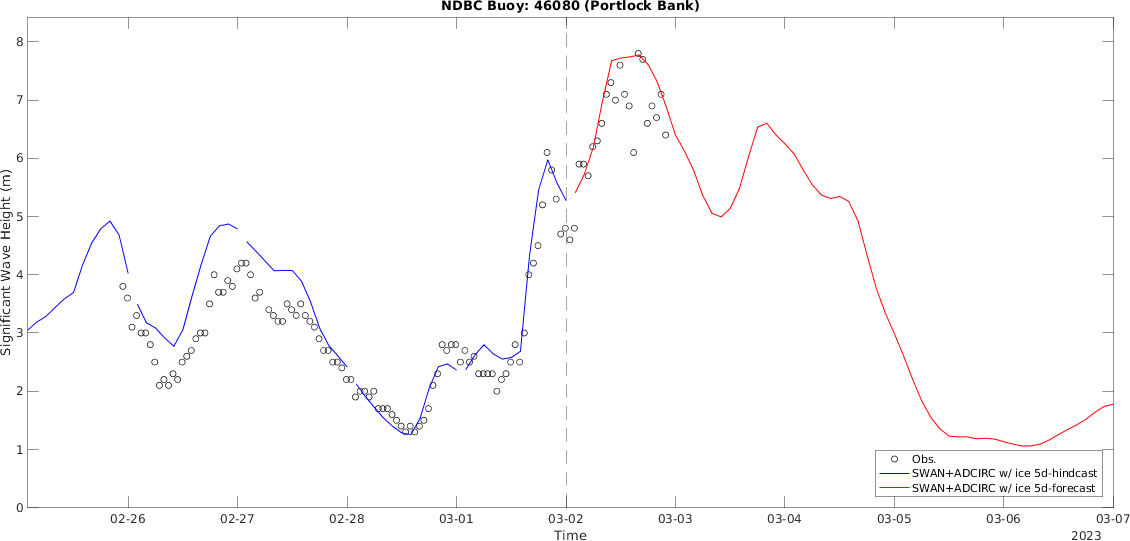 NDBC Buoy: 46080 (Portlock Bank)
Significant Wave Height (m)
8
7
6
5
4
3
2
1
0
Obs.
SWAN+ADCIRC w/ ice 5d-hindcast
SWAN+ADCIRC w/ ice 5d-forecast
02-26 02-27 02-28 03-01 03-02 03-03 03-04 03-05 03-06 03-07
Time
2023